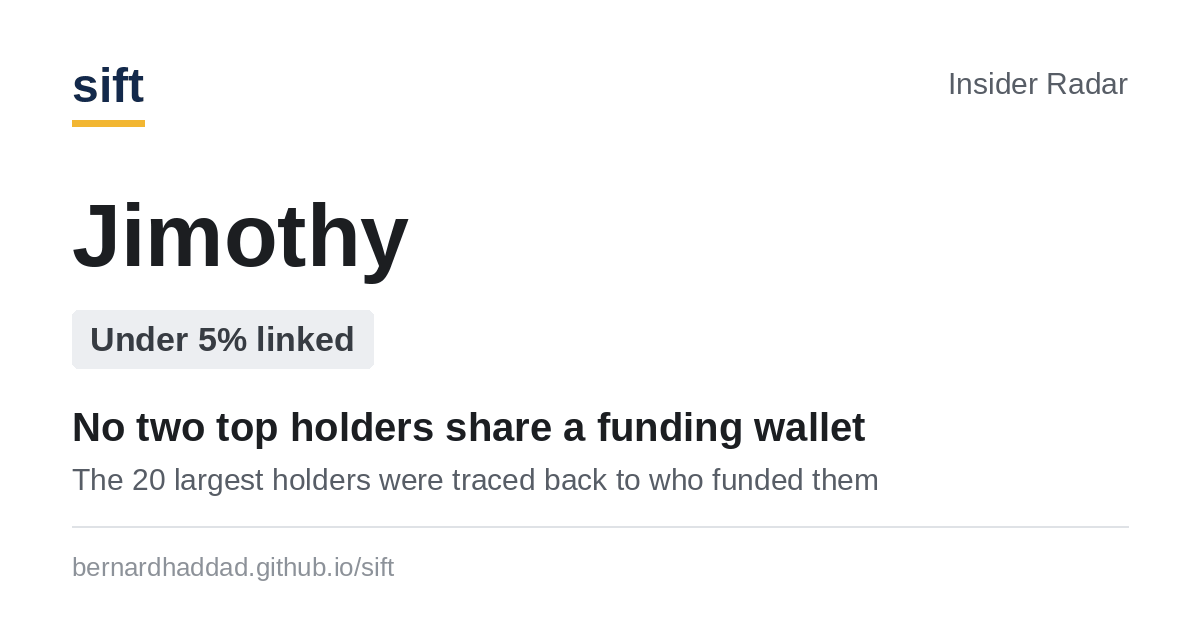 sift
Insider Radar
Jimothy
Under 5% linked
No two top holders share a funding wallet
The 20 largest holders were traced back to who funded them
bernardhaddad.github.io/sift